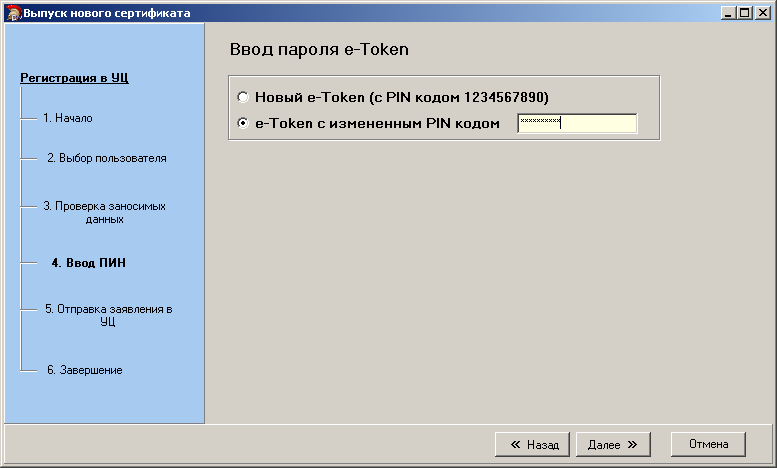 Выпуск нового сертификата
Ввод пароля e-Token
Регистрация в УЦ
1. Начало
2. Выбор пользователя
3. Проверка заносимых
данных
4. Ввод ПИН
5. Отправка заявления в
УЦ
6. Завершение
Новый e-Token (с PIN кодом 1234567890)
e-Token с измененным PIN кодом
××××××××××
« Назад
Далее »
Отмена